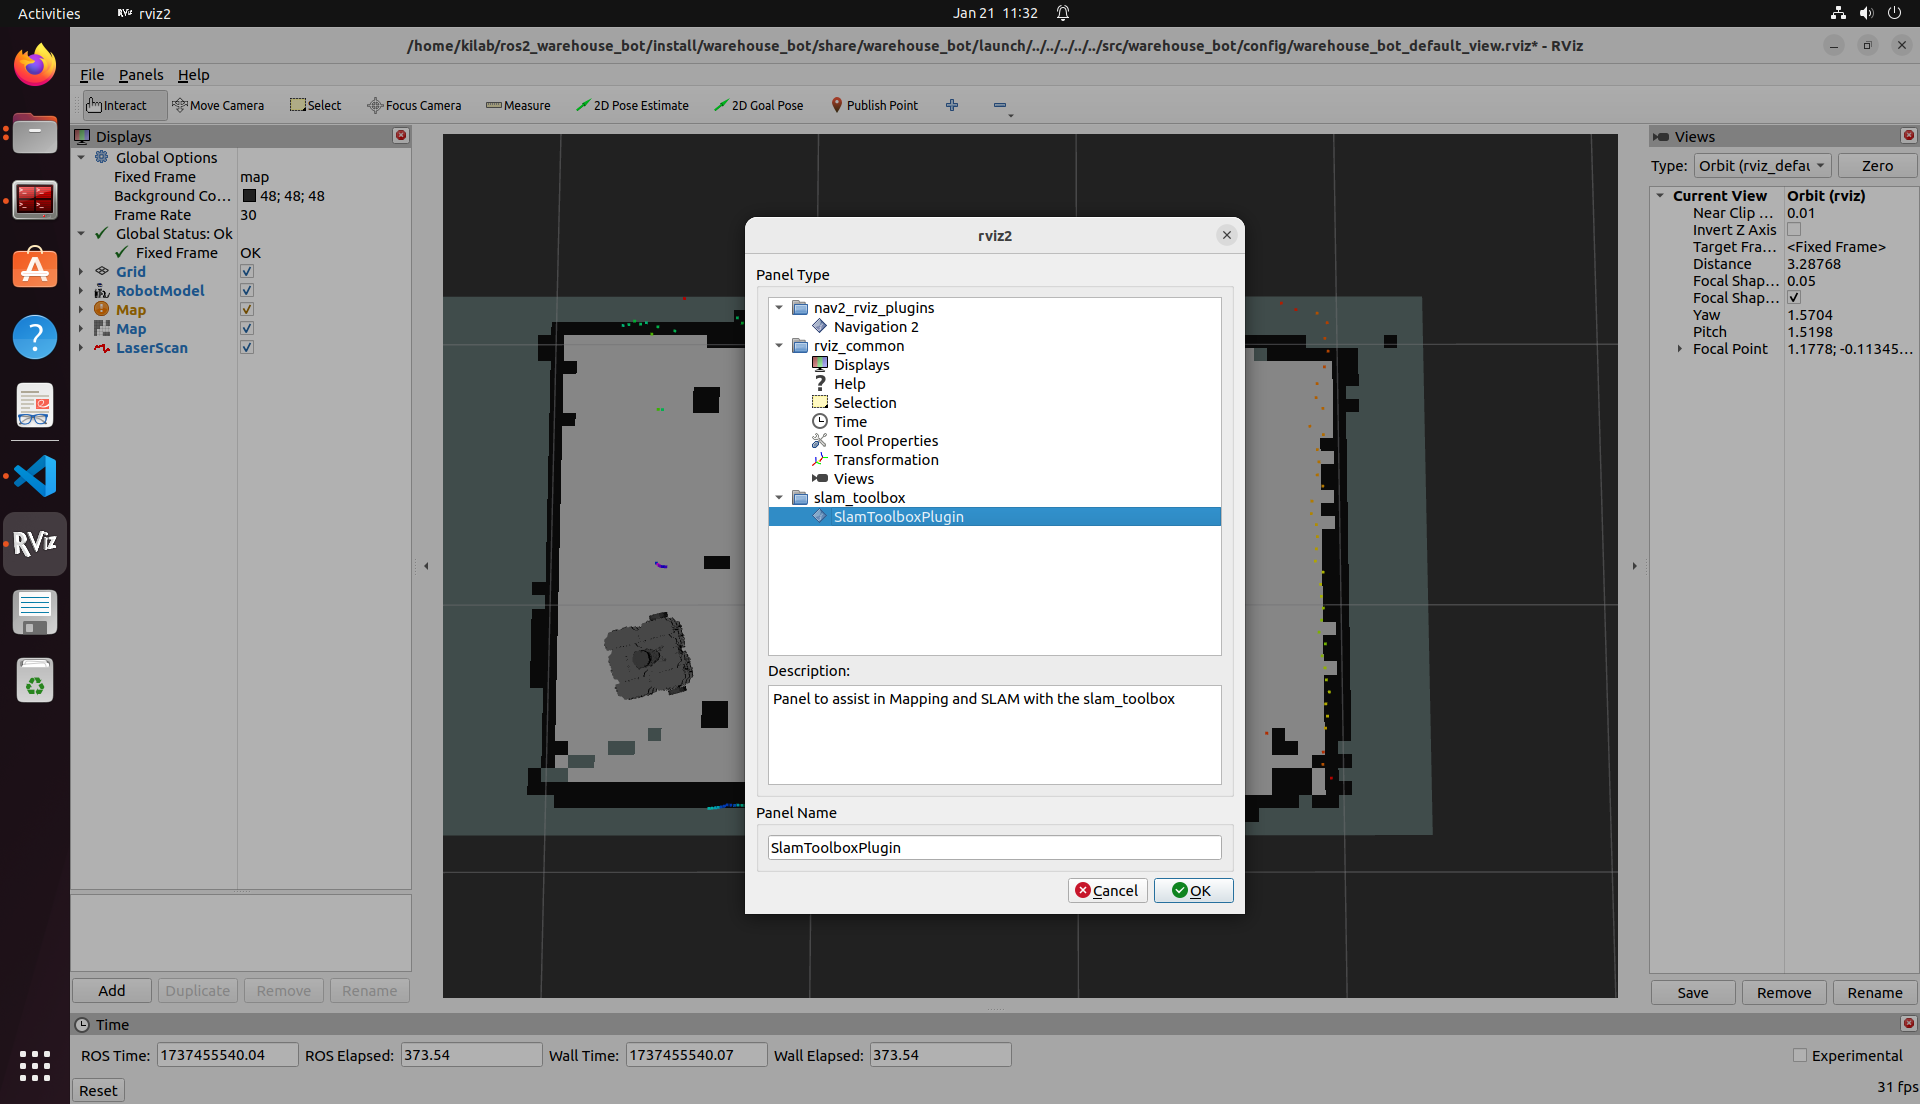 Activities
RViz rviz2
Jan 21 11:32
/home/kilab/ros2_warehouse_bot/install/warehouse_bot/share/warehouse_bot/launch/../../../../../src/warehouse_bot/config/warehouse_bot_default_view.rviz* - RViz
File Panels Help
Interact Move Camera Select Focus Camera Measure 2D Pose Estimate 2D Goal Pose Publish Point
Displays
Global Options
Fixed Frame map
Background Co... 48; 48; 48
Frame Rate 30
Global Status: Ok
Fixed Frame OK
Grid
RobotModel
Map
Map
LaserScan
Add Duplicate Remove Rename
rviz2
Panel Type
nav2_rviz_plugins
Navigation 2
rviz_common
Displays
Help
Selection
Time
Tool Properties
Transformation
Views
slam_toolbox
SlamToolboxPlugin
Description:
Panel to assist in Mapping and SLAM with the slam_toolbox
Panel Name
SlamToolboxPlugin
Cancel OK
Views
Type: Orbit (rviz_defau Zero
Current View Orbit (rviz)
Near Clip ... 0.01
Invert Z Axis
Target Fra... <Fixed Frame>
Distance 3.28768
Focal Shap... 0.05
Focal Shap...
Yaw 1.5704
Pitch 1.5198
Focal Point 1.1778; -0.11345...
Save Remove Rename
Time
ROS Time: 1737455540.04 ROS Elapsed: 373.54 Wall Time: 1737455540.07 Wall Elapsed: 373.54 Experimental
Reset
31 fps
RViz